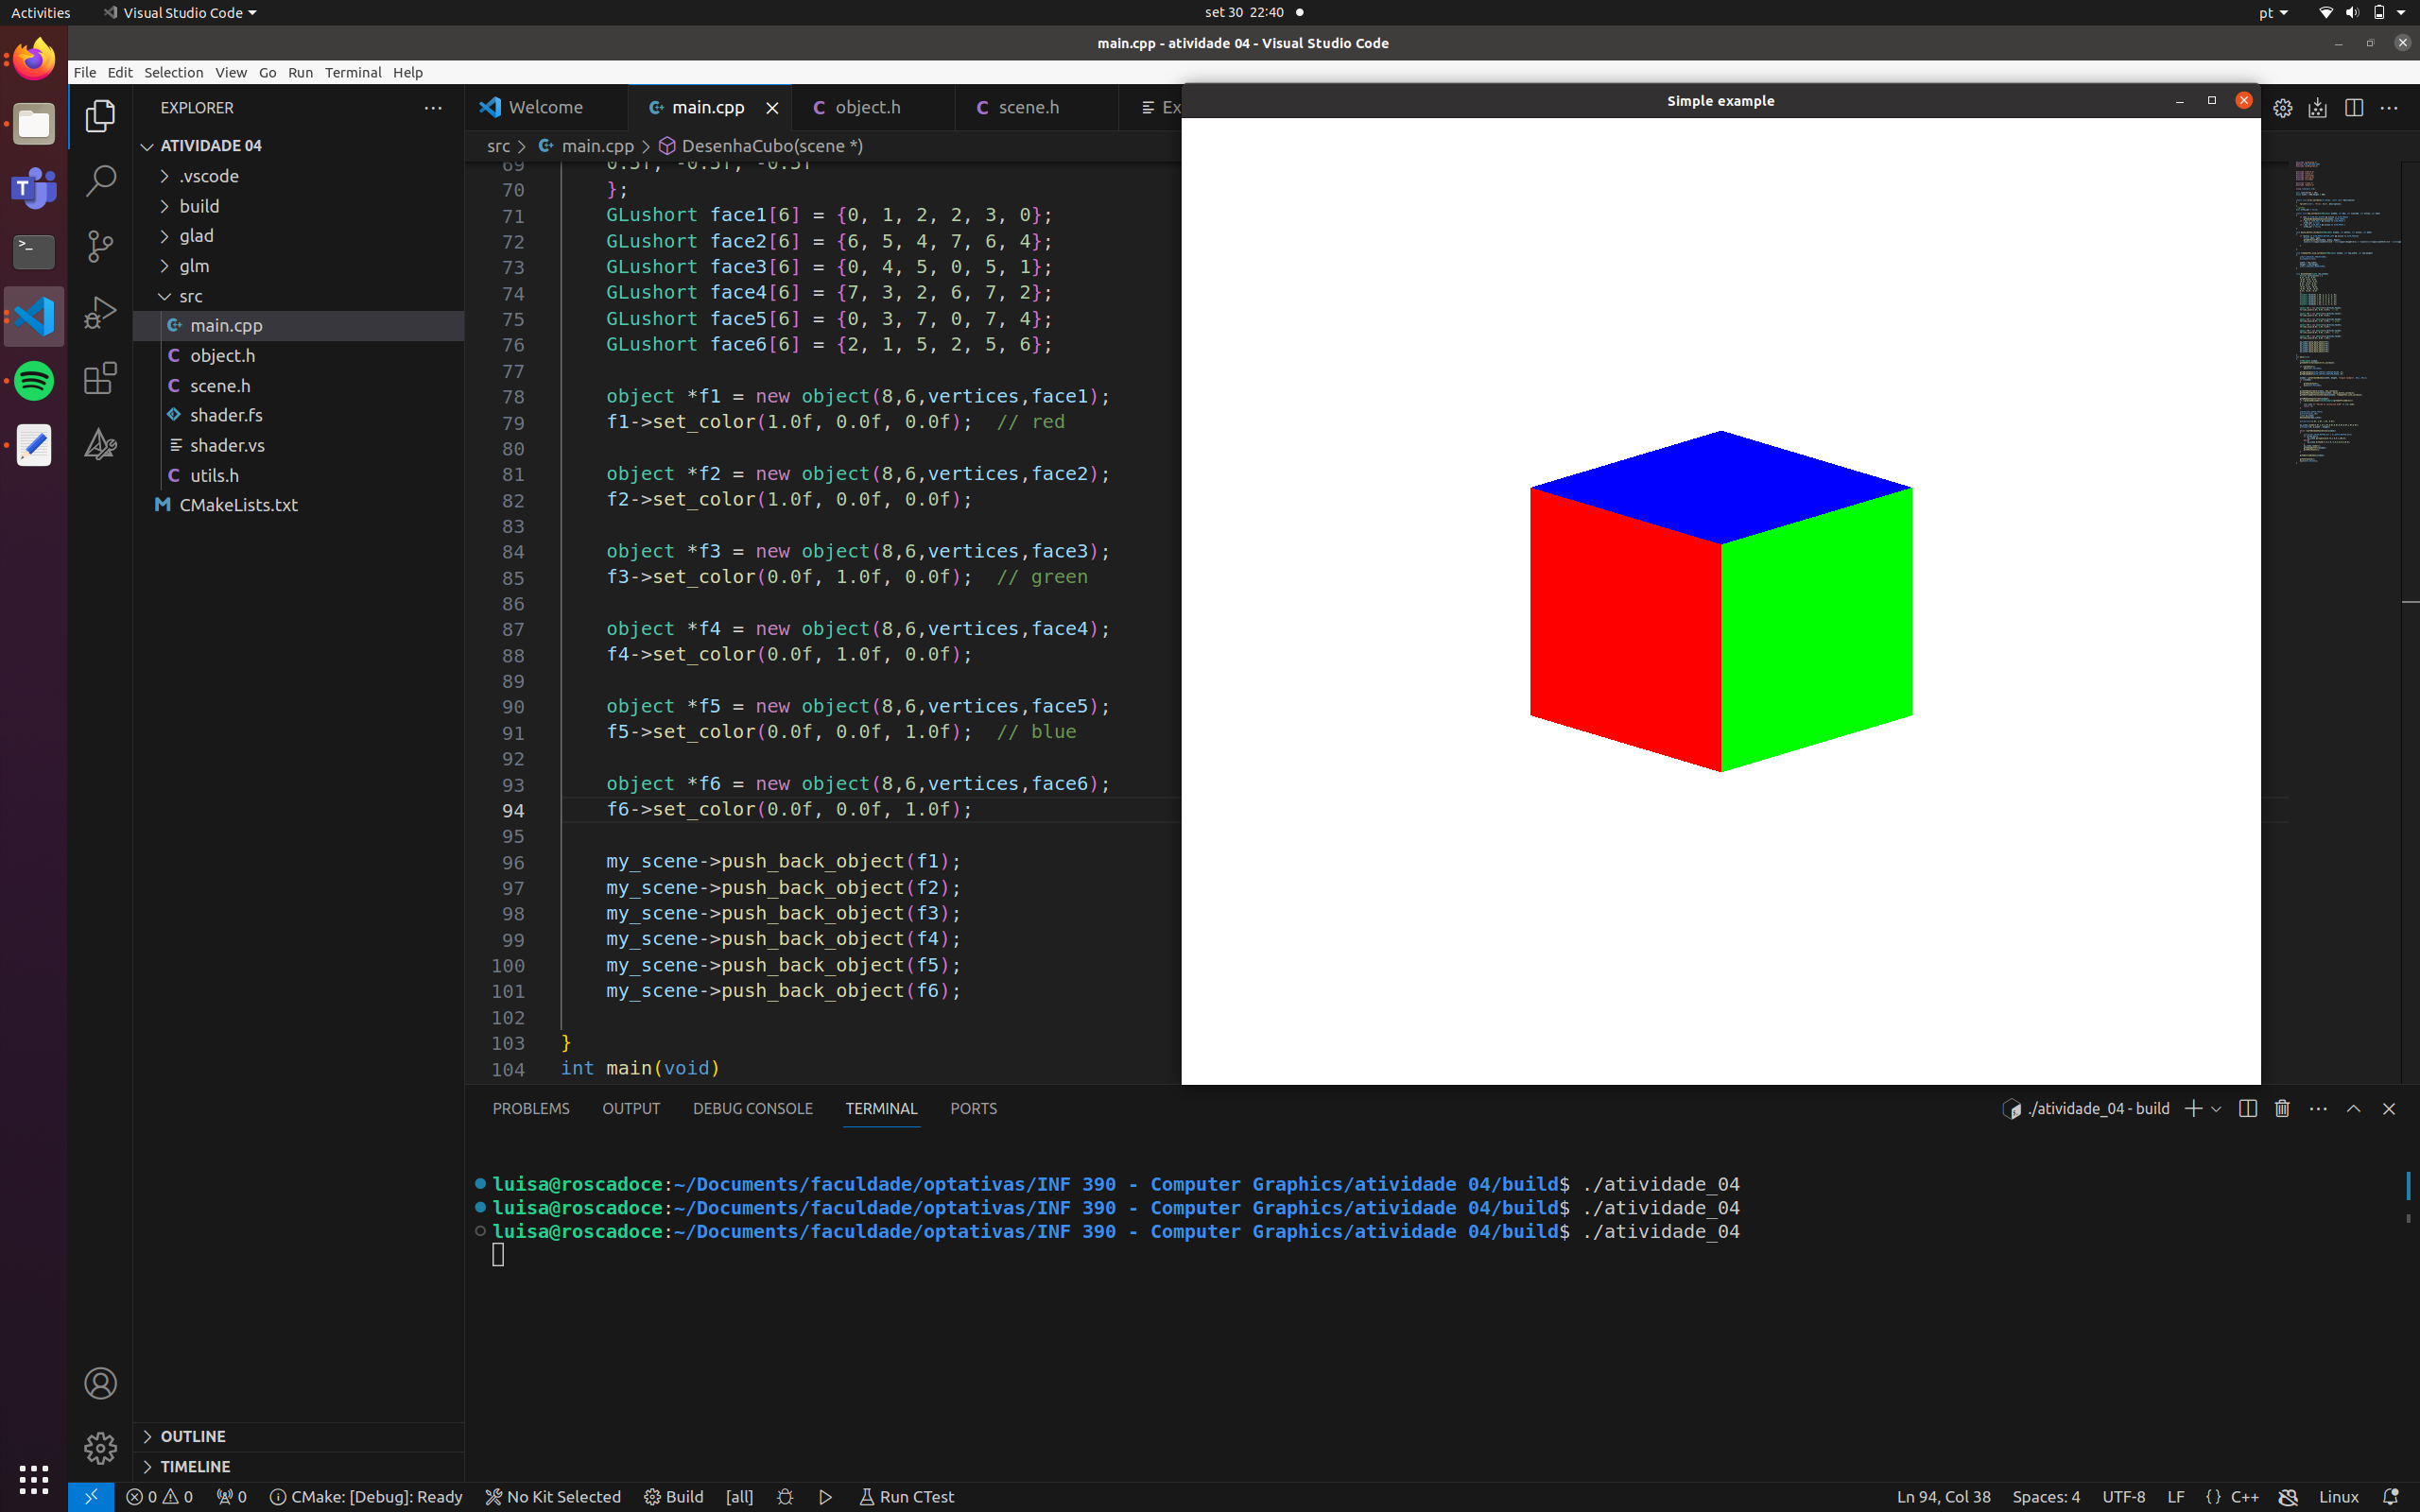 Activities
Visual Studio Code
set 30 22:40
pt
main.cpp - atividade 04 - Visual Studio Code
File Edit Selection View Go Run Terminal Help
EXPLORER
ATIVIDADE 04
.vscode
build
glad
glm
src
main.cpp
object.h
scene.h
shader.fs
shader.vs
utils.h
CMakeLists.txt
OUTLINE
TIMELINE
Welcome
main.cpp
object.h
scene.h
Ex
src > main.cpp > DesenhaCubo(scene *)
69 0.5f, -0.5f, -0.5f
70 };
71 GLushort face1[6] = {0, 1, 2, 2, 3, 0};
72 GLushort face2[6] = {6, 5, 4, 7, 6, 4};
73 GLushort face3[6] = {0, 4, 5, 0, 5, 1};
74 GLushort face4[6] = {7, 3, 2, 6, 7, 2};
75 GLushort face5[6] = {0, 3, 7, 0, 7, 4};
76 GLushort face6[6] = {2, 1, 5, 2, 5, 6};
77
78 object *f1 = new object(8,6,vertices,face1);
79 f1->set_color(1.0f, 0.0f, 0.0f); // red
80
81 object *f2 = new object(8,6,vertices,face2);
82 f2->set_color(1.0f, 0.0f, 0.0f);
83
84 object *f3 = new object(8,6,vertices,face3);
85 f3->set_color(0.0f, 1.0f, 0.0f); // green
86
87 object *f4 = new object(8,6,vertices,face4);
88 f4->set_color(0.0f, 1.0f, 0.0f);
89
90 object *f5 = new object(8,6,vertices,face5);
91 f5->set_color(0.0f, 0.0f, 1.0f); // blue
92
93 object *f6 = new object(8,6,vertices,face6);
94 f6->set_color(0.0f, 0.0f, 1.0f);
95
96 my_scene->push_back_object(f1);
97 my_scene->push_back_object(f2);
98 my_scene->push_back_object(f3);
99 my_scene->push_back_object(f4);
100 my_scene->push_back_object(f5);
101 my_scene->push_back_object(f6);
102
103 }
104 int main(void)
Simple example
PROBLEMS OUTPUT DEBUG CONSOLE TERMINAL PORTS
./atividade_04 - build
luisa@roscadoce:~/Documents/faculdade/optativas/INF 390 - Computer Graphics/atividade 04/build$ ./atividade_04
luisa@roscadoce:~/Documents/faculdade/optativas/INF 390 - Computer Graphics/atividade 04/build$ ./atividade_04
luisa@roscadoce:~/Documents/faculdade/optativas/INF 390 - Computer Graphics/atividade 04/build$ ./atividade_04
0 0 0 CMake: [Debug]: Ready No Kit Selected Build [all] Run CTest
Ln 94, Col 38 Spaces: 4 UTF-8 LF {} C++ Linux